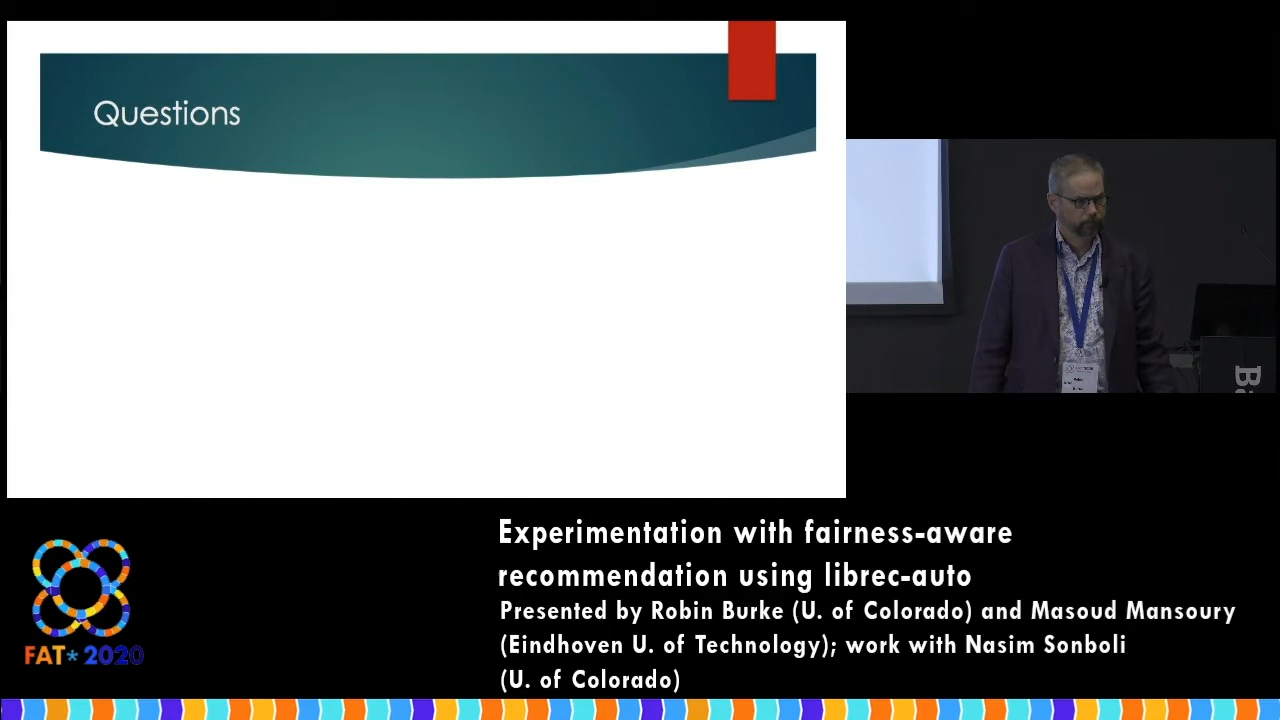 Questions
B
Experimentation with fairness-aware
recommendation using librec-auto
Presented by Robin Burke (U. of Colorado) and Masoud Mansoury
(Eindhoven U. of Technology); work with Nasim Sonboli
(U. of Colorado)
FAT* 2020